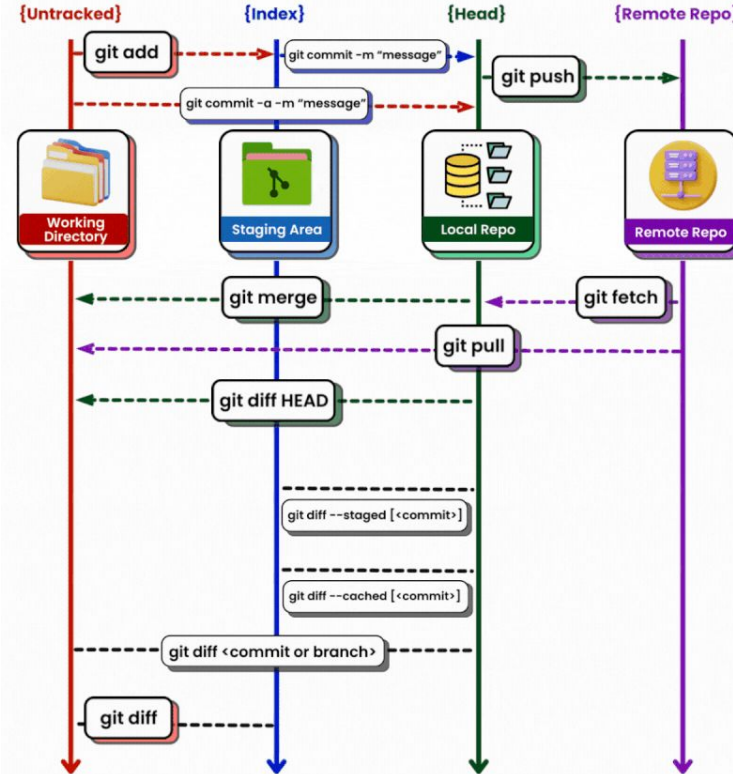 {Untracked} {Index} {Head} {Remote Repo}
git add
git commit -m “message”
git push
git commit -a -m “message”
Working
Directory
Staging Area
Local Repo
Remote Repo
git merge
git fetch
git pull
git diff HEAD
git diff --staged [<commit>]
git diff --cached [<commit>]
git diff <commit or branch>
git diff